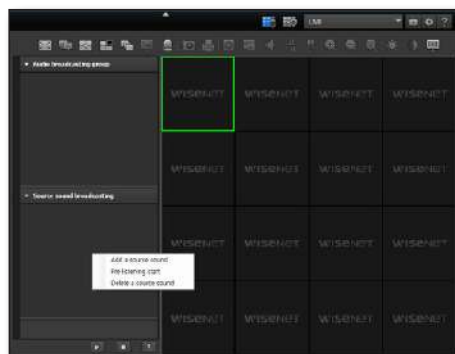 LIVE
?
Audio broadcasting group
WISENET WISENET WISENET WISENET
WISENET WISENET WISENET WISENET
Source sound broadcasting
WISENET WISENET WISENET WISENET
Add a source sound
Pre-listening start
Delete a source sound
WISENET WISENET WISENET WISENET